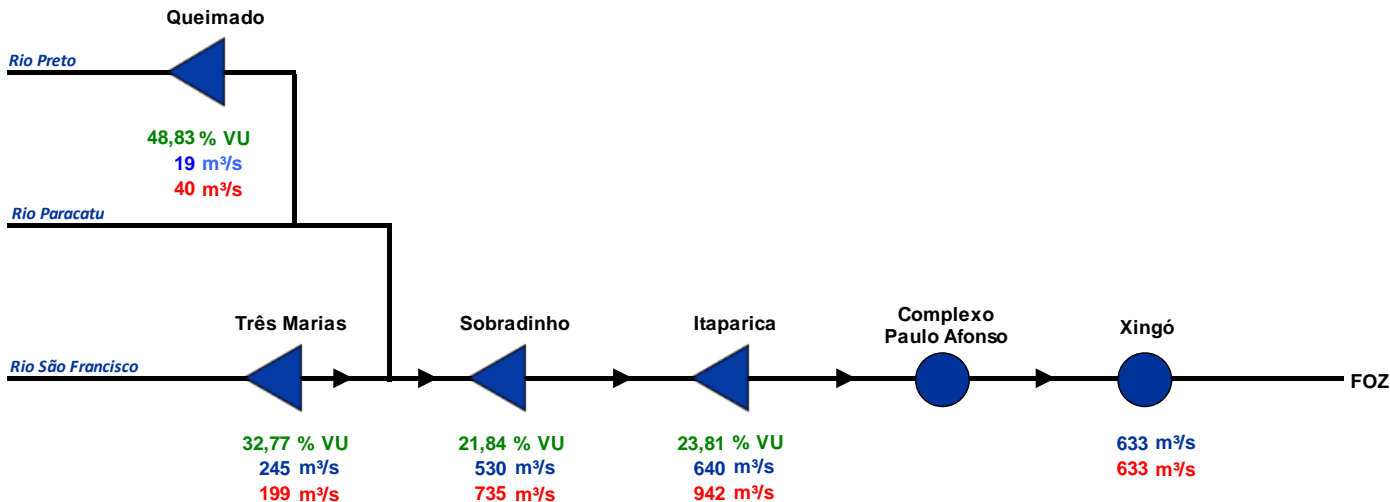 Queimado
Rio Preto
48,83 % VU
19 m³/s
40 m³/s
Rio Paracatu
Três Marias
Sobradinho
Itaparica
Complexo
Paulo Afonso
Xingó
Rio São Francisco
FOZ
32,77 % VU
245 m³/s
199 m³/s
21,84 % VU
530 m³/s
735 m³/s
23,81 % VU
640 m³/s
942 m³/s
633 m³/s
633 m³/s